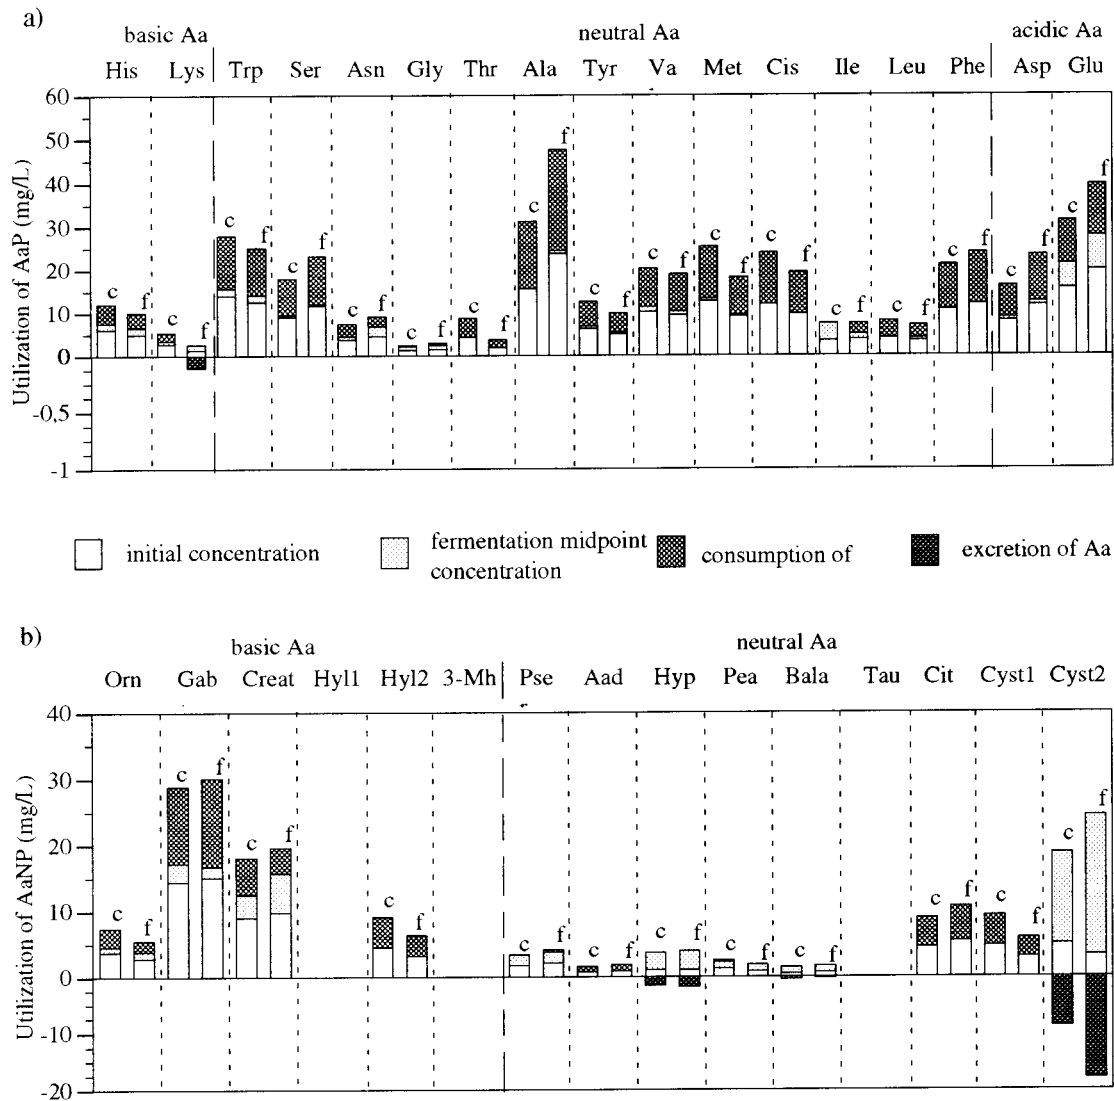 a)
basic Aa neutral Aa acidic Aa
His Lys Trp Ser Asn Gly Thr Ala Tyr Va Met Cis Ile Leu Phe Asp Glu
Utilization of AaP (mg/L)
60
50
40
30
20
10
0
-0,5
-1
c f c f c f c f c f c f c f c f c f c f c f c f c f c f c f c f
initial concentration
fermentation midpoint
concentration
consumption of
excretion of Aa
b)
basic Aa neutral Aa
Orn Gab Creat Hyl1 Hyl2 3-Mh Pse Aad Hyp Pea Bala Tau Cit Cyst1 Cyst2
Utilization of AaNP (mg/L)
40
30
20
10
0
-10
-20
c f c f c f c f c f c f c f c f c f c f c f c f